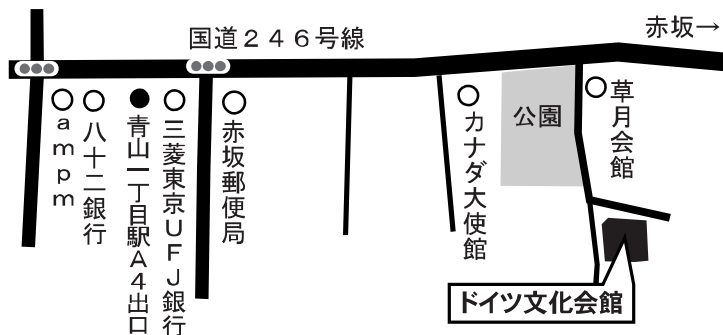 赤坂→
国道２４６号線
ａｍｐｍ
八十二銀行
青山一丁目駅Ａ４出口
三菱東京ＵＦＪ銀行
赤坂郵便局
カナダ大使館
公園
草月会館
ドイツ文化会館